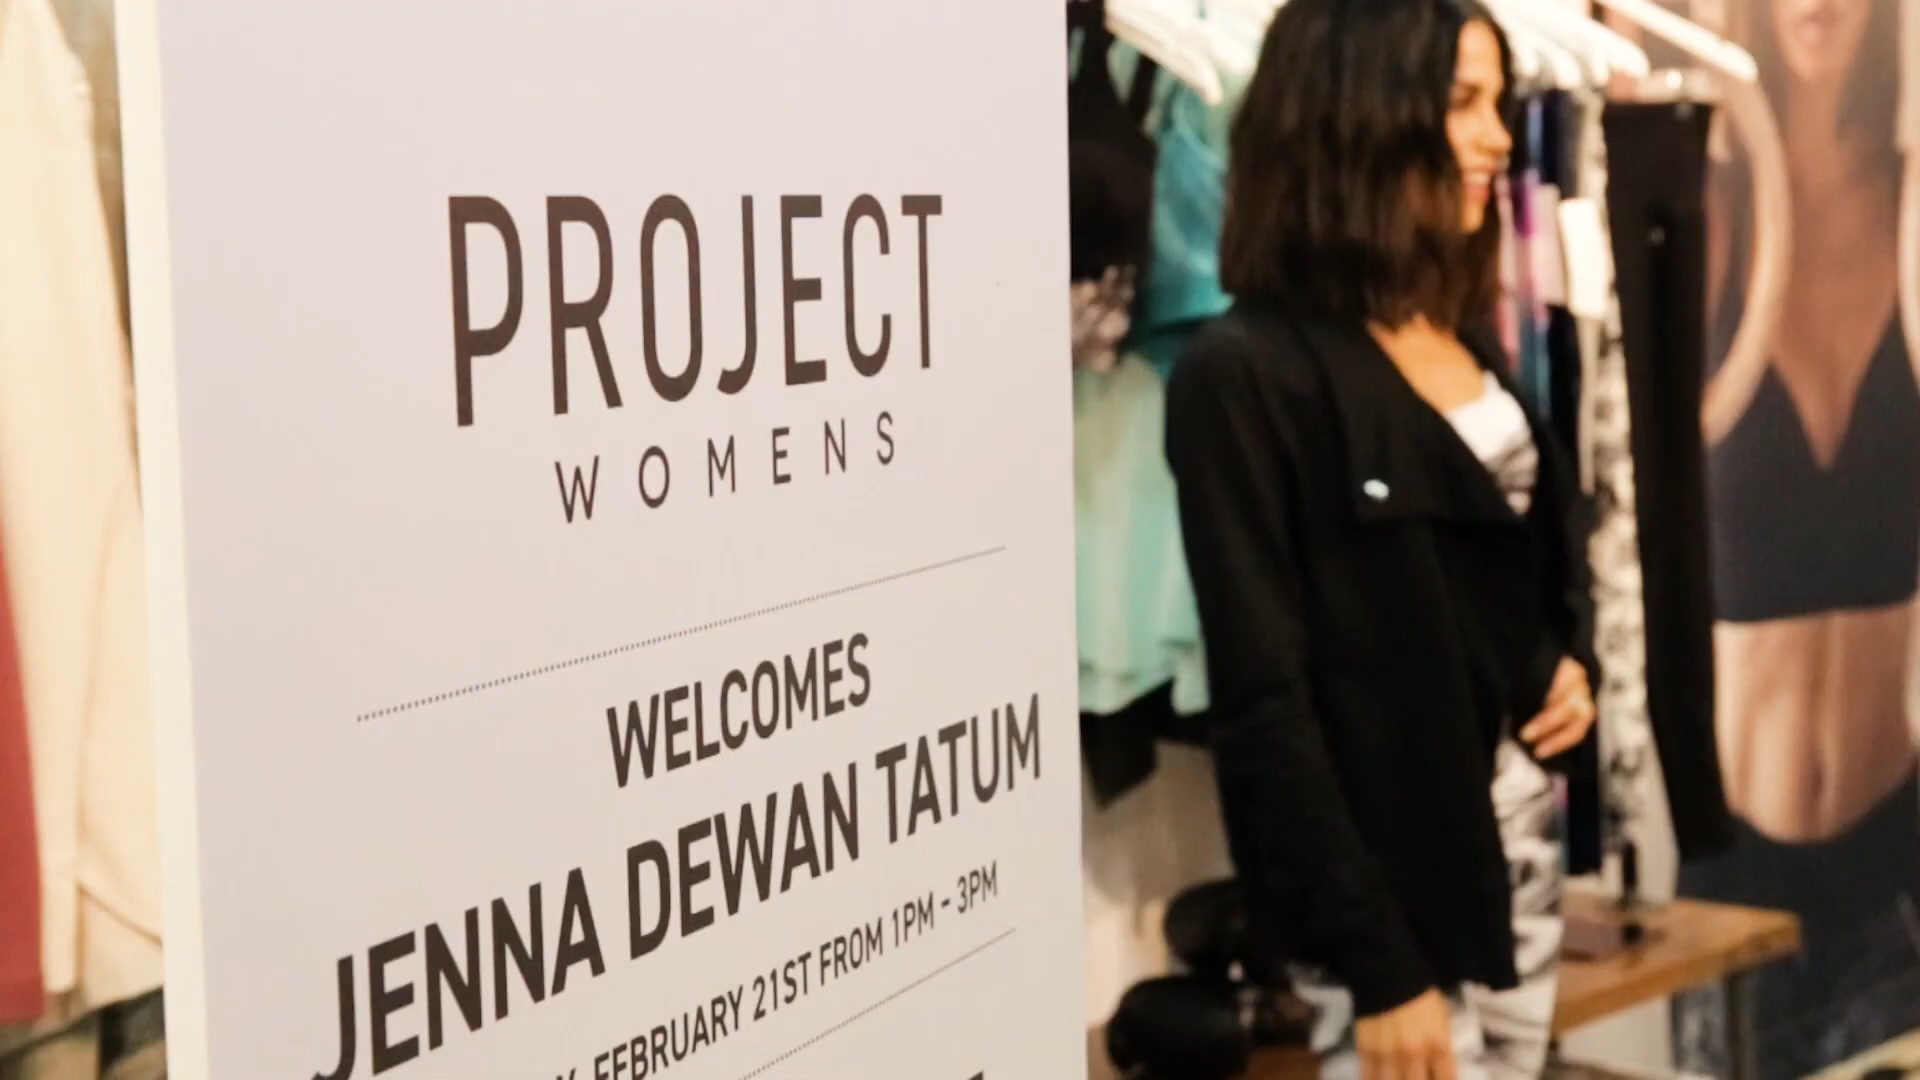 PROJECT
WOMENS
WELCOMES
JENNA DEWAN TATUM
FEBRUARY 21ST FROM 1PM - 3PM